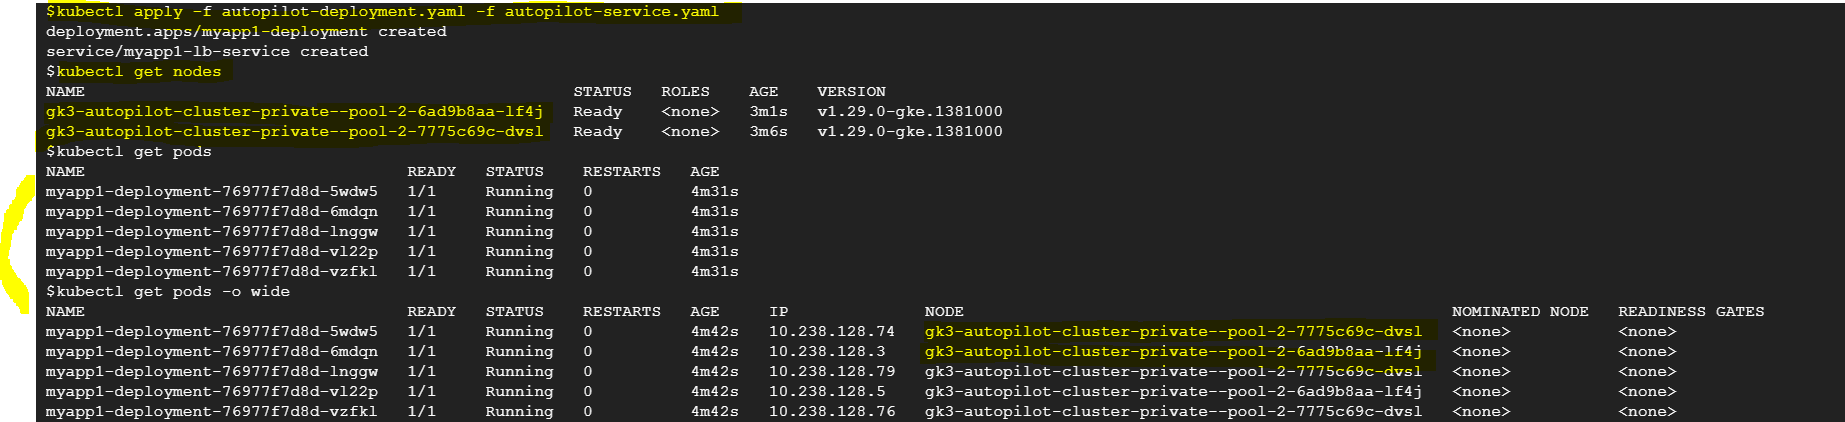 $kubectl apply -f autopilot-deployment.yaml -f autopilot-service.yaml
deployment.apps/myapp1-deployment created
service/myapp1-lb-service created
$kubectl get nodes
NAME STATUS ROLES AGE VERSION
gk3-autopilot-cluster-private--pool-2-6ad9b8aa-lf4j Ready <none> 3m1s v1.29.0-gke.1381000
gk3-autopilot-cluster-private--pool-2-7775c69c-dvsl Ready <none> 3m6s v1.29.0-gke.1381000
$kubectl get pods
NAME READY STATUS RESTARTS AGE
myapp1-deployment-76977f7d8d-5wdw5 1/1 Running 0 4m31s
myapp1-deployment-76977f7d8d-6mdqn 1/1 Running 0 4m31s
myapp1-deployment-76977f7d8d-lnggw 1/1 Running 0 4m31s
myapp1-deployment-76977f7d8d-vl22p 1/1 Running 0 4m31s
myapp1-deployment-76977f7d8d-vzfkl 1/1 Running 0 4m31s
$kubectl get pods -o wide
NAME READY STATUS RESTARTS AGE IP NODE NOMINATED NODE READINESS GATES
myapp1-deployment-76977f7d8d-5wdw5 1/1 Running 0 4m42s 10.238.128.74 gk3-autopilot-cluster-private--pool-2-7775c69c-dvsl <none> <none>
myapp1-deployment-76977f7d8d-6mdqn 1/1 Running 0 4m42s 10.238.128.3 gk3-autopilot-cluster-private--pool-2-6ad9b8aa-lf4j <none> <none>
myapp1-deployment-76977f7d8d-lnggw 1/1 Running 0 4m42s 10.238.128.79 gk3-autopilot-cluster-private--pool-2-7775c69c-dvsl <none> <none>
myapp1-deployment-76977f7d8d-vl22p 1/1 Running 0 4m42s 10.238.128.5 gk3-autopilot-cluster-private--pool-2-6ad9b8aa-lf4j <none> <none>
myapp1-deployment-76977f7d8d-vzfkl 1/1 Running 0 4m42s 10.238.128.76 gk3-autopilot-cluster-private--pool-2-7775c69c-dvsl <none> <none>